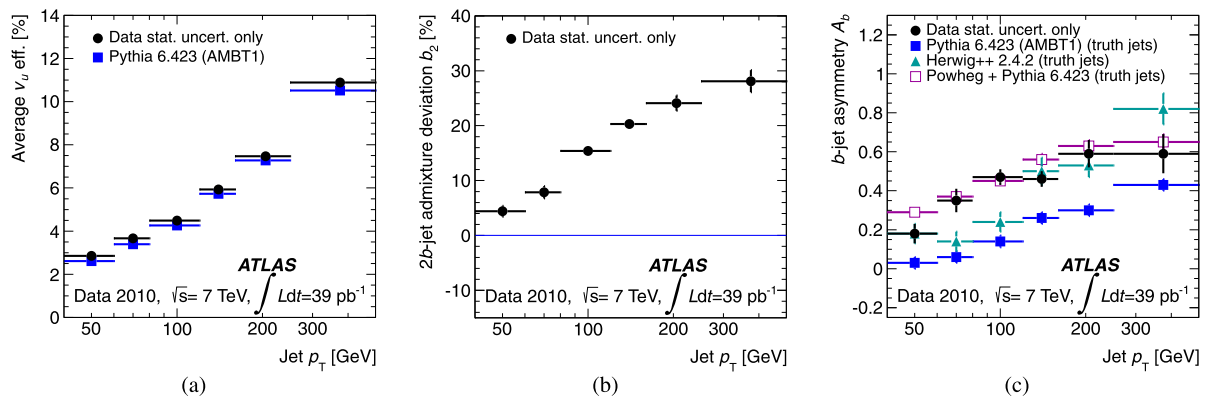 Average v_u eff. [%]
14
12
10
8
6
4
2
0
Data stat. uncert. only
Pythia 6.423 (AMBT1)
ATLAS
Data 2010, √s= 7 TeV, ∫ Ldt=39 pb⁻¹
50 100 200 300
Jet p_T [GeV]
(a)
2b-jet admixture deviation b₂ [%]
40
30
20
10
0
-10
Data stat. uncert. only
ATLAS
Data 2010, √s= 7 TeV, ∫ Ldt=39 pb⁻¹
50 100 200 300
Jet p_T [GeV]
(b)
b-jet asymmetry A_b
1.2
1
0.8
0.6
0.4
0.2
0
-0.2
Data stat. uncert. only
Pythia 6.423 (AMBT1) (truth jets)
Herwig++ 2.4.2 (truth jets)
Powheg + Pythia 6.423 (truth jets)
ATLAS
Data 2010, √s= 7 TeV, ∫ Ldt=39 pb⁻¹
50 100 200 300
Jet p_T [GeV]
(c)